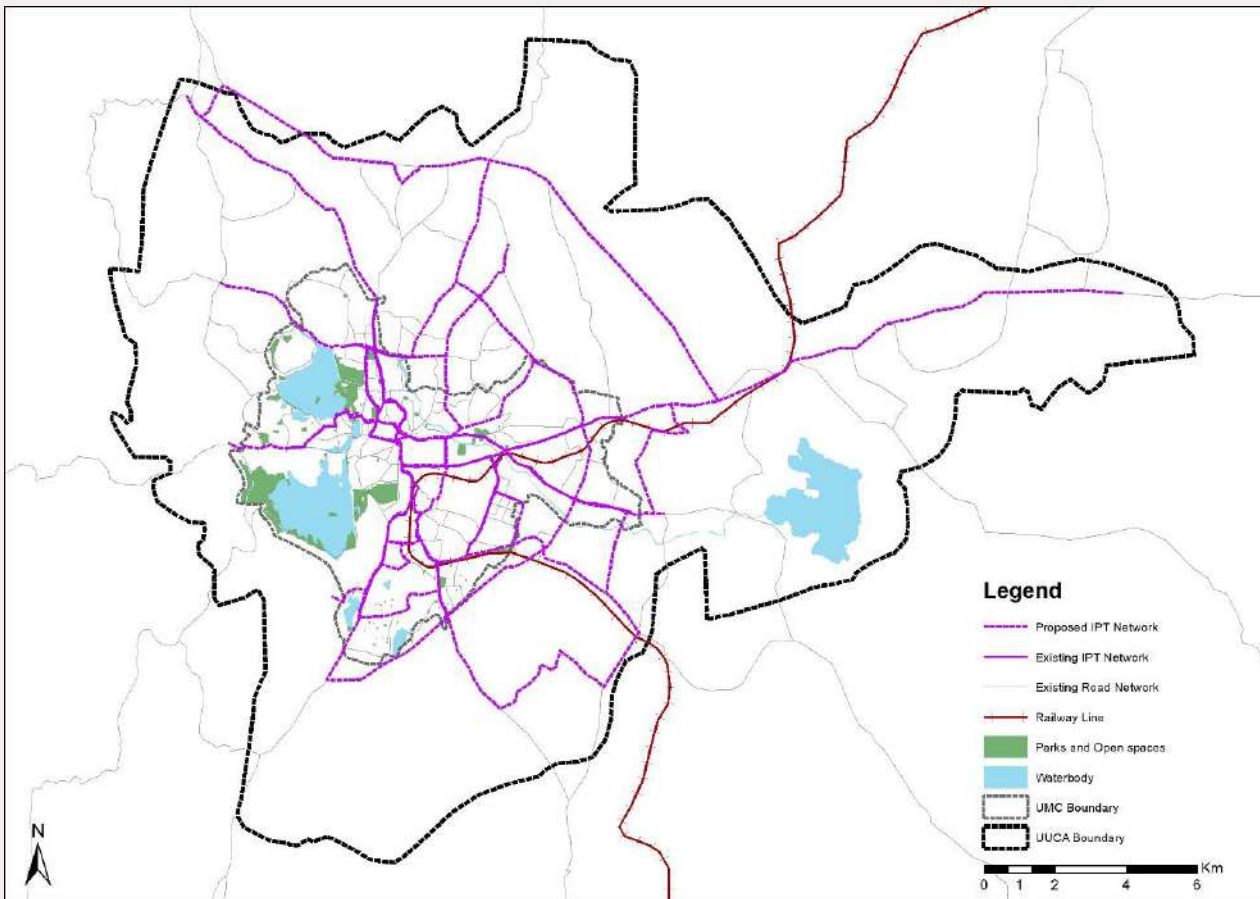 Legend
Proposed IPT Network
Existing IPT Network
Existing Road Network
Railway Line
Parks and Open spaces
Waterbody
UMC Boundary
UUCA Boundary
N
Km
0 1 2 4 6